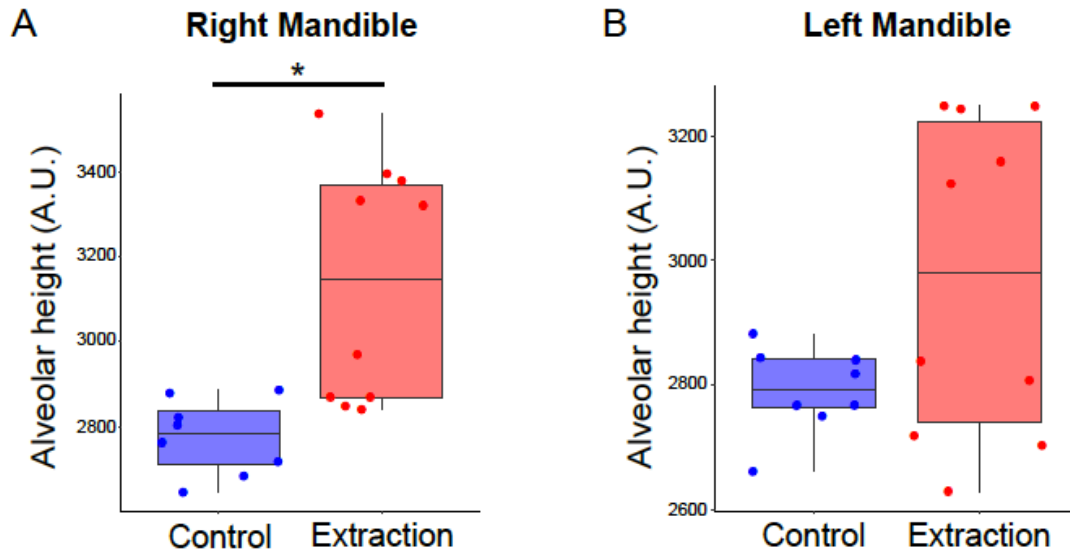 A
Right Mandible
*
Alveolar height (A.U.)
3400
3200
3000
2800
Control
Extraction
B
Left Mandible
Alveolar height (A.U.)
3200
3000
2800
2600
Control
Extraction